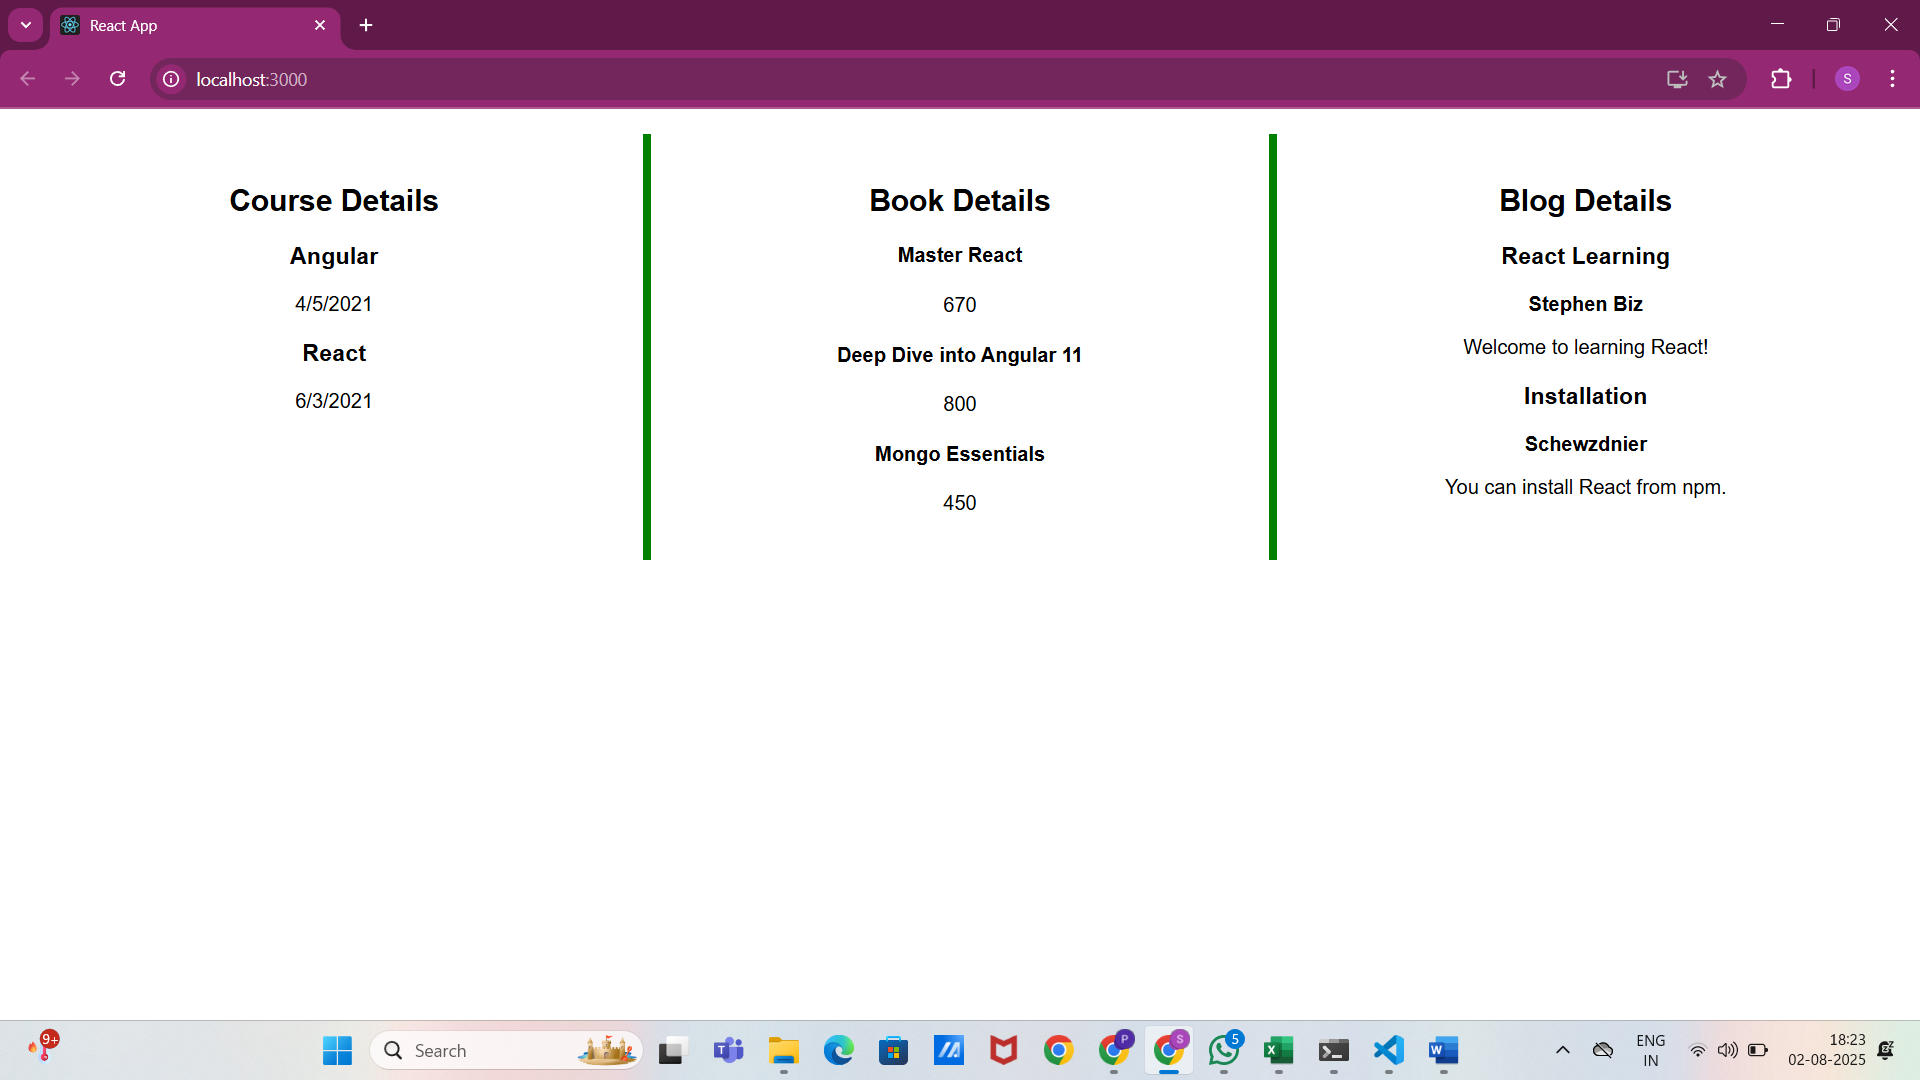 React App
localhost:3000
S
Course Details
Angular
4/5/2021
React
6/3/2021
Book Details
Master React
670
Deep Dive into Angular 11
800
Mongo Essentials
450
Blog Details
React Learning
Stephen Biz
Welcome to learning React!
Installation
Schewzdnier
You can install React from npm.
9+
Search
P
S
5
ENG
IN
18:23
02-08-2025